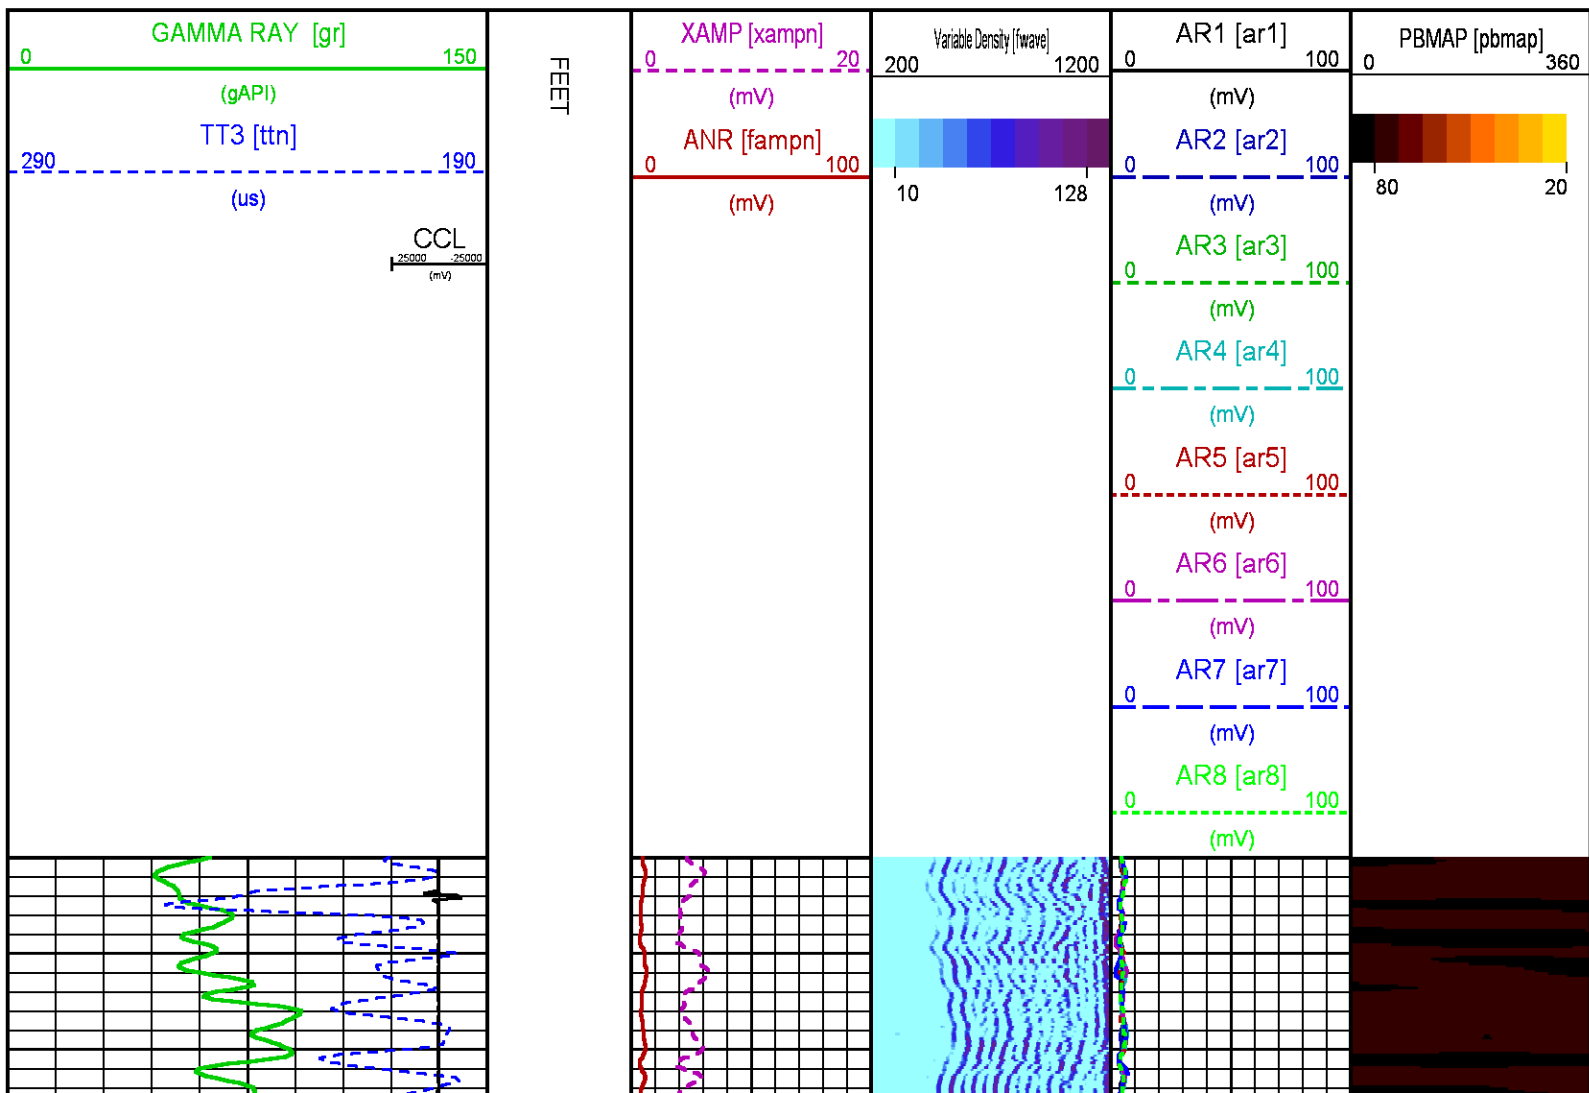 GAMMA RAY [gr]
0 150
(gAPI)
TT3 [ttn]
290 190
(us)
CCL
25000 -25000
(mV)
FEET
XAMP [xampn]
0 20
(mV)
ANR [fampn]
0 100
(mV)
Variable Density [fwave]
200 1200
10 128
AR1 [ar1]
0 100
(mV)
AR2 [ar2]
0 100
(mV)
AR3 [ar3]
0 100
(mV)
AR4 [ar4]
0 100
(mV)
AR5 [ar5]
0 100
(mV)
AR6 [ar6]
0 100
(mV)
AR7 [ar7]
0 100
(mV)
AR8 [ar8]
0 100
(mV)
PBMAP [pbmap]
0 360
80 20